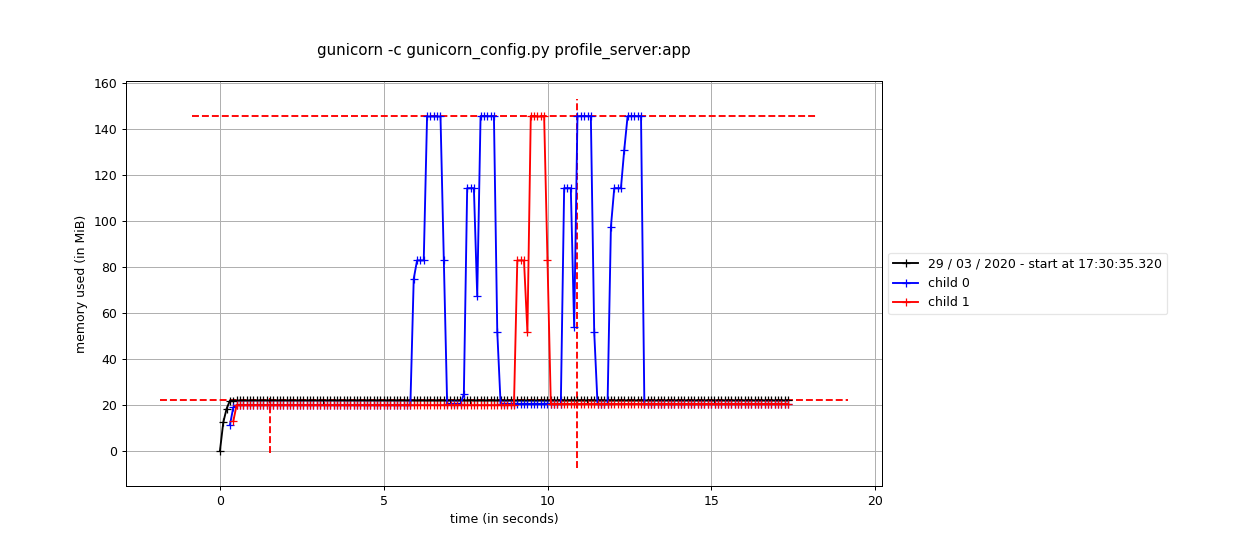 gunicorn -c gunicorn_config.py profile_server:app
160
140
120
100
80
60
40
20
0
memory used (in MiB)
0 5 10 15 20
time (in seconds)
29 / 03 / 2020 - start at 17:30:35.320
child 0
child 1